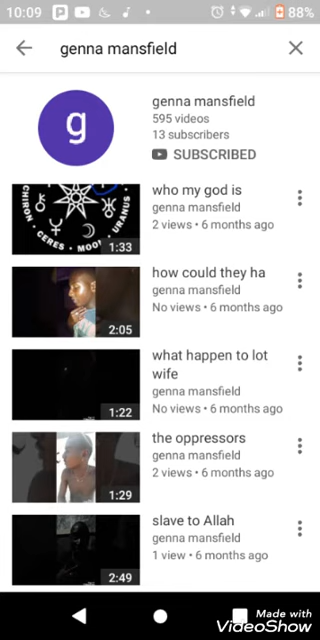 10:09
88%
genna mansfield
g
genna mansfield
595 videos
13 subscribers
SUBSCRIBED
CHIRON • CERES • MOON URANUS
1:33
who my god is
genna mansfield
2 views • 6 months ago
2:05
how could they ha
genna mansfield
No views • 6 months ago
1:22
what happen to lot
wife
genna mansfield
No views • 6 months ago
1:29
the oppressors
genna mansfield
2 views • 6 months ago
2:49
slave to Allah
genna mansfield
1 view • 6 months ago
Made with
VideoShow